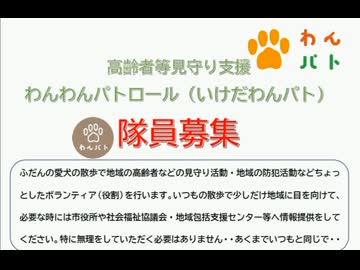 わん
パト
高齢者等見守り支援
わんわんパトロール（いけだわんパト）
わんパト
隊員募集
ふだんの愛犬の散歩で地域の高齢者などの見守り活動・地域の防犯活動などちょっ
としたボランティア（役割）を行います。いつもの散歩で少しだけ地域に目を向けて、
必要な時には市役所や社会福祉協議会・地域包括支援センター等へ情報提供をして
ください。特に無理をしていただく必要はありません・・あくまでいつもと同じで・・